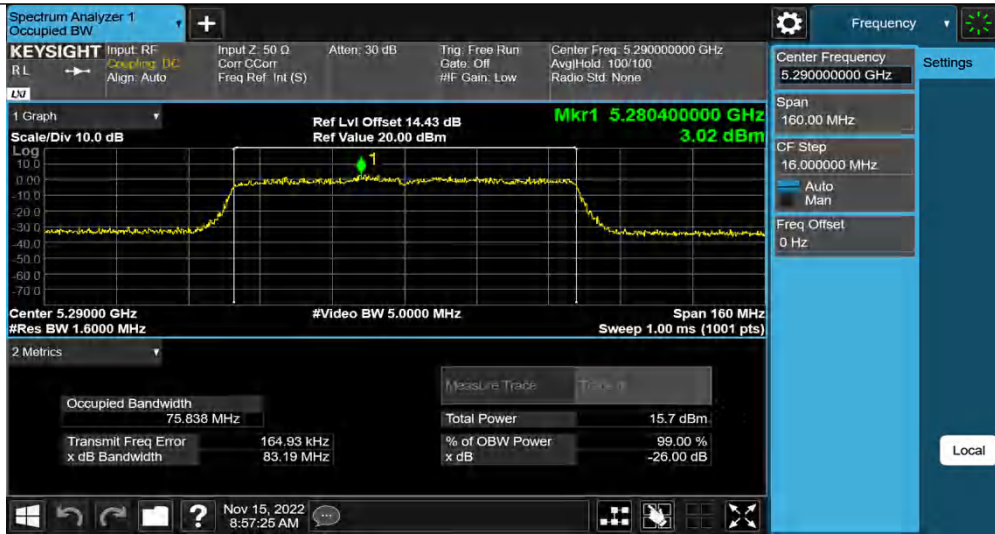 Spectrum Analyzer 1
Occupied BW
+
Frequency
KEYSIGHT
RL
LXI
Input: RF
Coupling: DC
Align: Auto
Input Z: 50 Ω
Corr CCorr
Freq Ref: Int (S)
Atten: 30 dB
Trig: Free Run
Gate: Off
#IF Gain: Low
Center Freq: 5.290000000 GHz
Avg|Hold: 100/100
Radio Std: None
Center Frequency
5.290000000 GHz
Settings
Span
160.00 MHz
CF Step
16.000000 MHz
Auto
Man
Freq Offset
0 Hz
1 Graph
Scale/Div 10.0 dB
Ref Lvl Offset 14.43 dB
Ref Value 20.00 dBm
Mkr1 5.280400000 GHz
3.02 dBm
Log
10.0
0.00
-10.0
-20.0
-30.0
-40.0
-50.0
-60.0
-70.0
1
Center 5.29000 GHz
#Res BW 1.6000 MHz
#Video BW 5.0000 MHz
Span 160 MHz
Sweep 1.00 ms (1001 pts)
2 Metrics
Measure Trace
Occupied Bandwidth
75.838 MHz
Total Power 15.7 dBm
Transmit Freq Error 164.93 kHz
% of OBW Power 99.00 %
x dB Bandwidth 83.19 MHz
x dB -26.00 dB
Local
?
Nov 15, 2022
8:57:25 AM